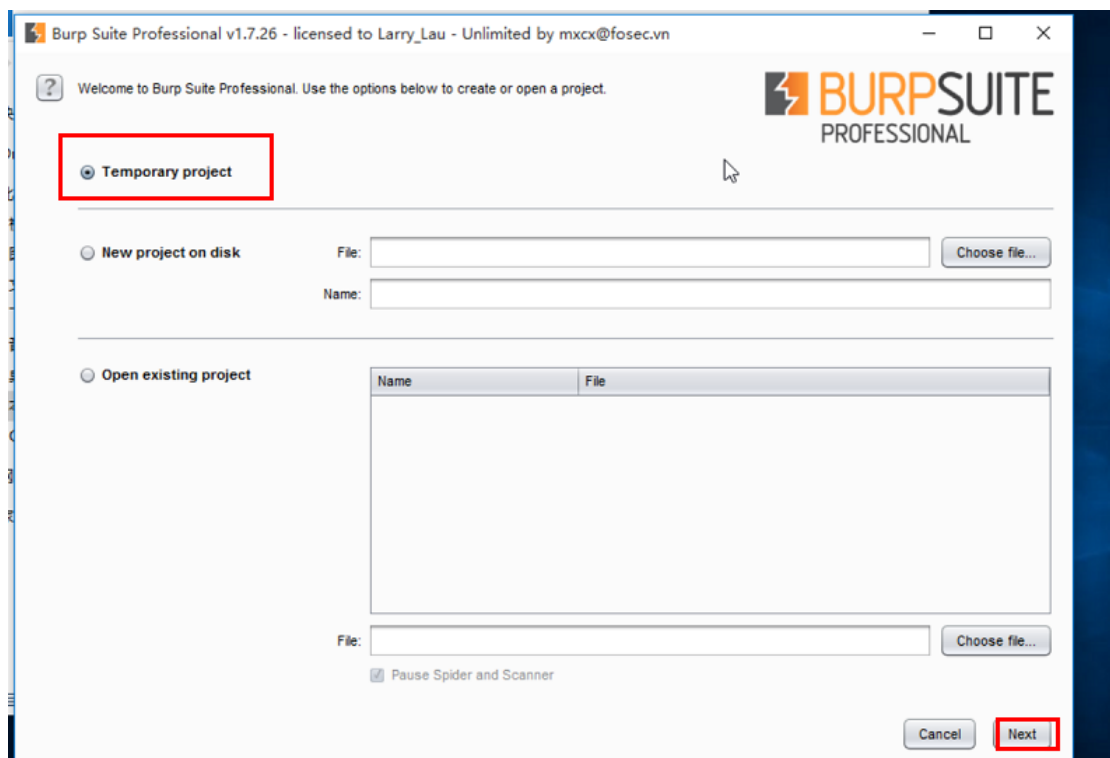 Burp Suite Professional v1.7.26 - licensed to Larry_Lau - Unlimited by mxcx@fosec.vn
? Welcome to Burp Suite Professional. Use the options below to create or open a project.
BURPSUITE
PROFESSIONAL
Temporary project
New project on disk File: Choose file...
Name:
Open existing project
Name File
File: Choose file...
Pause Spider and Scanner
Cancel Next